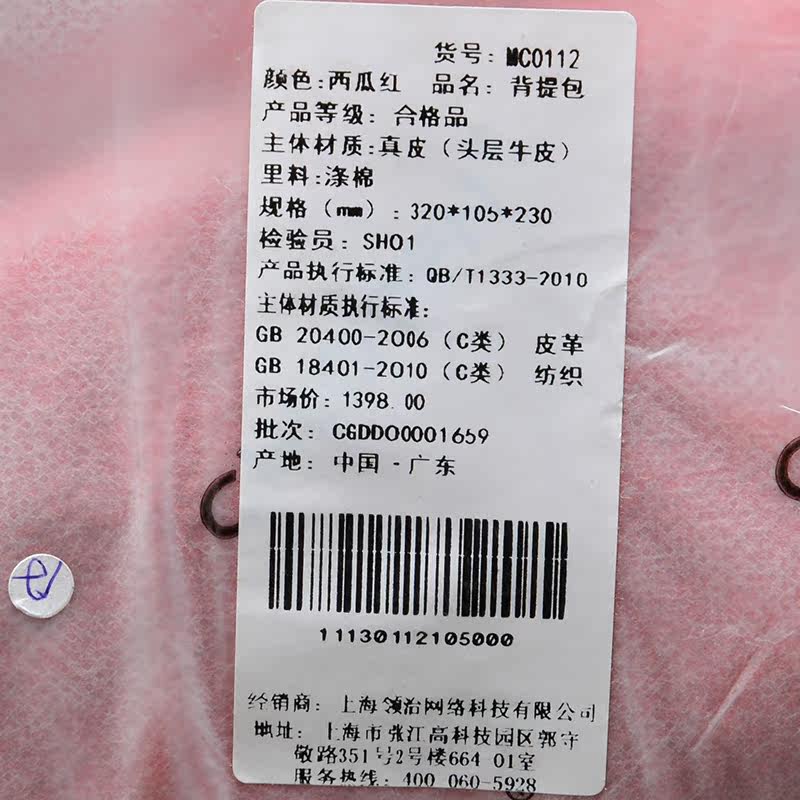 货号: MC0112
颜色:西瓜红 品名: 背提包
产品等级: 合格品
主体材质:真皮（头层牛皮）
里料:涤棉
规格（mm）: 320*105*230
检验员: SH01
产品执行标准: QB/T1333-2010
主体材质执行标准:
GB 20400-2006（C类） 皮革
GB 18401-2010（C类） 纺织
市场价: 1398.00
批次: CGDDO0001659
产地: 中国-广东
11130112105000
经销商: 上海领治网络科技有限公司
地址: 上海市张江高科技园区郭守
敬路351号2号楼664 01室
服务热线: 400 060-5928